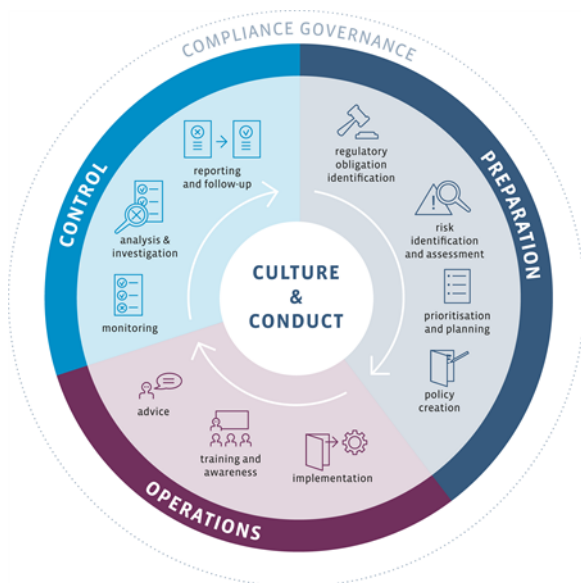 COMPLIANCE GOVERNANCE
CONTROL
PREPARATION
OPERATIONS
CULTURE
&
CONDUCT
regulatory
obligation
identification
risk
identification
and assessment
prioritisation
and planning
policy
creation
implementation
training and
awareness
advice
monitoring
analysis &
investigation
reporting
and follow-up